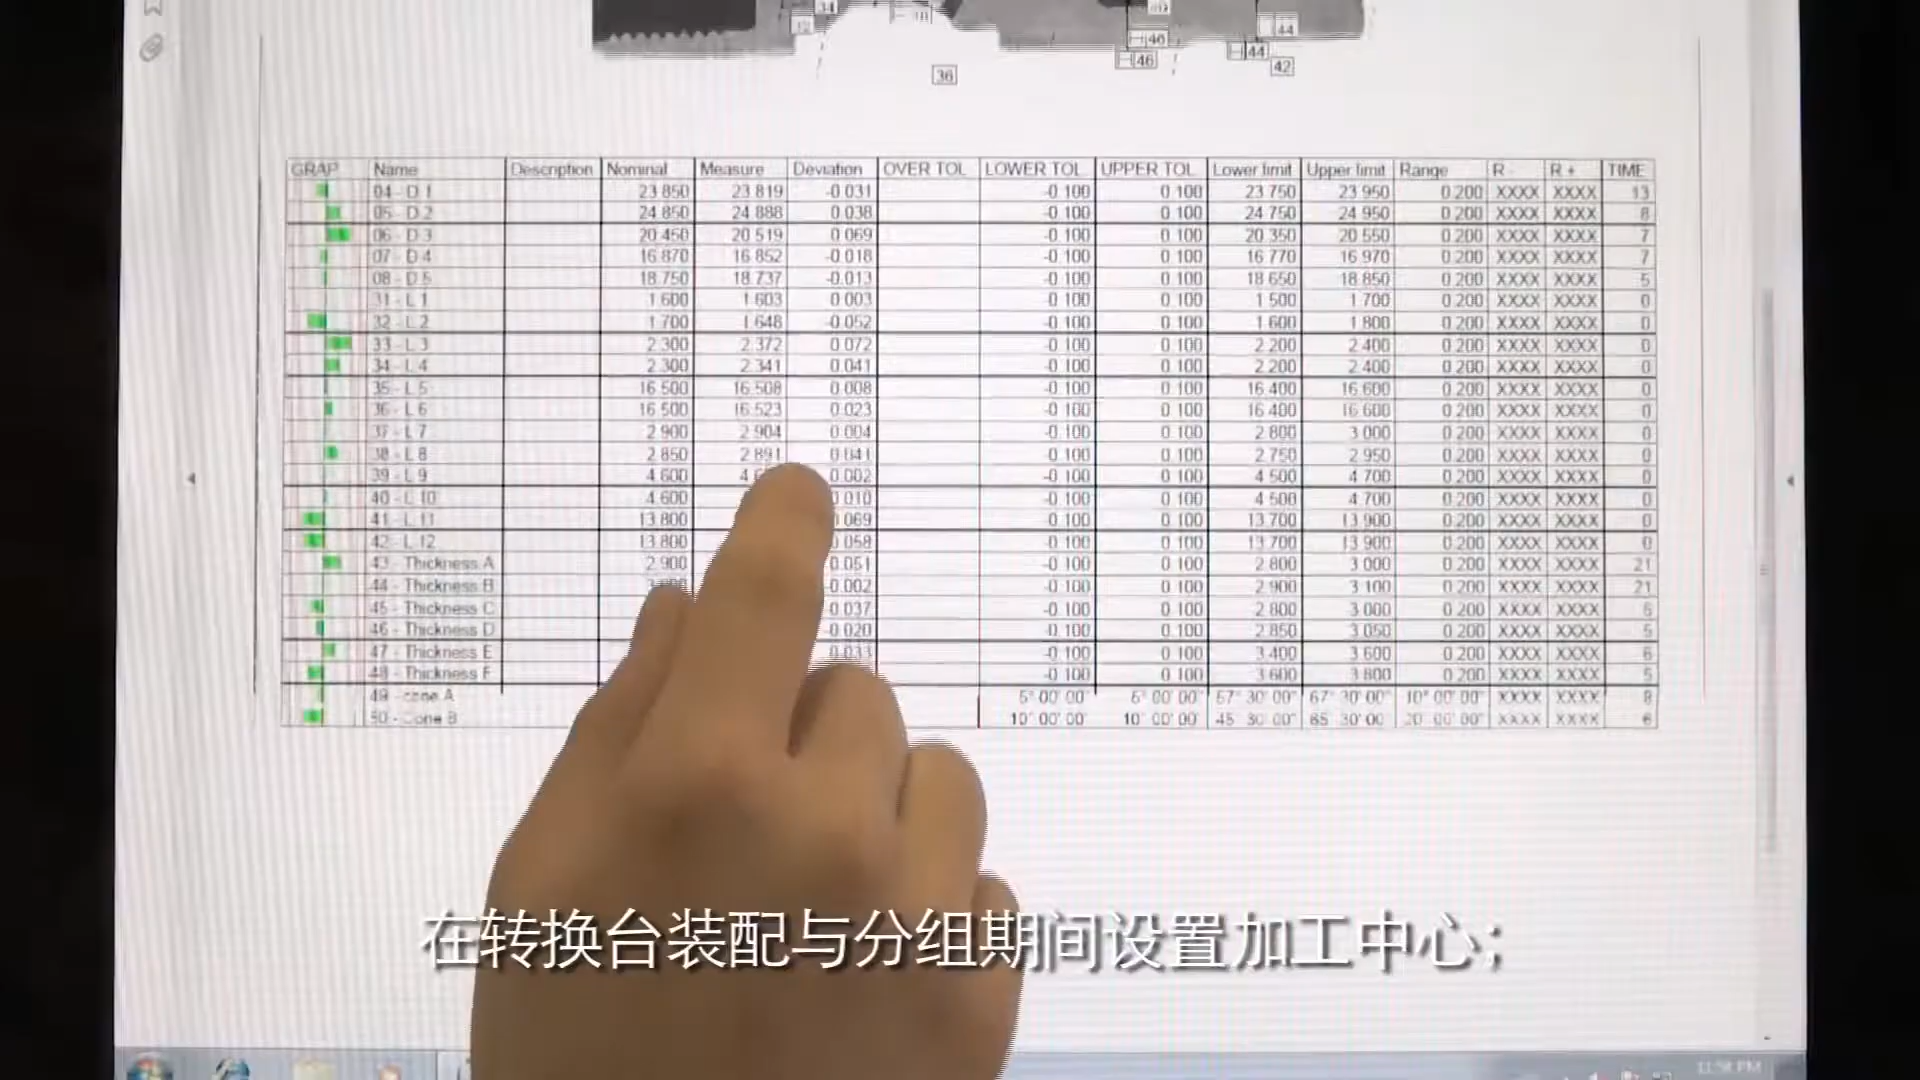 34
32
46
46
44
44
42
36
GRAP Name Description Nominal Measure Deviation OVER TOL LOWER TOL UPPER TOL Lower limit Upper limit Range R - R + TIME
04 - D 1 23.850 23.819 -0.031 -0.100 0.100 23.750 23.950 0.200 XXXX XXXX 13
05 - D 2 24.850 24.888 0.038 -0.100 0.100 24.750 24.950 0.200 XXXX XXXX 8
06 - D 3 20.450 20.519 0.069 -0.100 0.100 20.350 20.550 0.200 XXXX XXXX 7
07 - D 4 16.870 16.852 -0.018 -0.100 0.100 16.770 16.970 0.200 XXXX XXXX 7
08 - D 5 18.750 18.737 -0.013 -0.100 0.100 18.650 18.850 0.200 XXXX XXXX 5
31 - L 1 1.600 1.603 0.003 -0.100 0.100 1.500 1.700 0.200 XXXX XXXX 0
32 - L 2 1.700 1.648 -0.052 -0.100 0.100 1.600 1.800 0.200 XXXX XXXX 0
33 - L 3 2.300 2.372 0.072 -0.100 0.100 2.200 2.400 0.200 XXXX XXXX 0
34 - L 4 2.300 2.341 0.041 -0.100 0.100 2.200 2.400 0.200 XXXX XXXX 0
35 - L 5 16.500 16.508 0.008 -0.100 0.100 16.400 16.600 0.200 XXXX XXXX 0
36 - L 6 16.500 16.523 0.023 -0.100 0.100 16.400 16.600 0.200 XXXX XXXX 0
37 - L 7 2.900 2.904 0.004 -0.100 0.100 2.800 3.000 0.200 XXXX XXXX 0
38 - L 8 2.850 2.891 0.041 -0.100 0.100 2.750 2.950 0.200 XXXX XXXX 0
39 - L 9 4.600 0.002 -0.100 0.100 4.500 4.700 0.200 XXXX XXXX 0
40 - L 10 4.600 0.010 -0.100 0.100 4.500 4.700 0.200 XXXX XXXX 0
41 - L 11 13.800 069 -0.100 0.100 13.700 13.900 0.200 XXXX XXXX 0
42 - L 12 13.800 0.058 -0.100 0.100 13.700 13.900 0.200 XXXX XXXX 0
43 - Thickness A 2.900 0.051 -0.100 0.100 2.800 3.000 0.200 XXXX XXXX 21
44 - Thickness B 0.002 -0.100 0.100 2.900 3.100 0.200 XXXX XXXX 21
45 - Thickness C 0.037 -0.100 0.100 2.800 3.000 0.200 XXXX XXXX 5
46 - Thickness D -0.020 -0.100 0.100 2.850 3.050 0.200 XXXX XXXX 5
47 - Thickness E 0.033 -0.100 0.100 3.400 3.600 0.200 XXXX XXXX 6
48 - Thickness F -0.100 0.100 3.600 3.800 0.200 XXXX XXXX 5
49 - cone A 5° 00' 00" 57° 30' 00" 67° 30' 00" 10° 00' 00" XXXX XXXX 8
50 - Cone B 10° 00' 00" 10° 00' 00" 45° 30' 00" 65° 30' 00" 20° 00' 00" XXXX XXXX 6
在转换台装配与分组期间设置加工中心;
11:58 PM